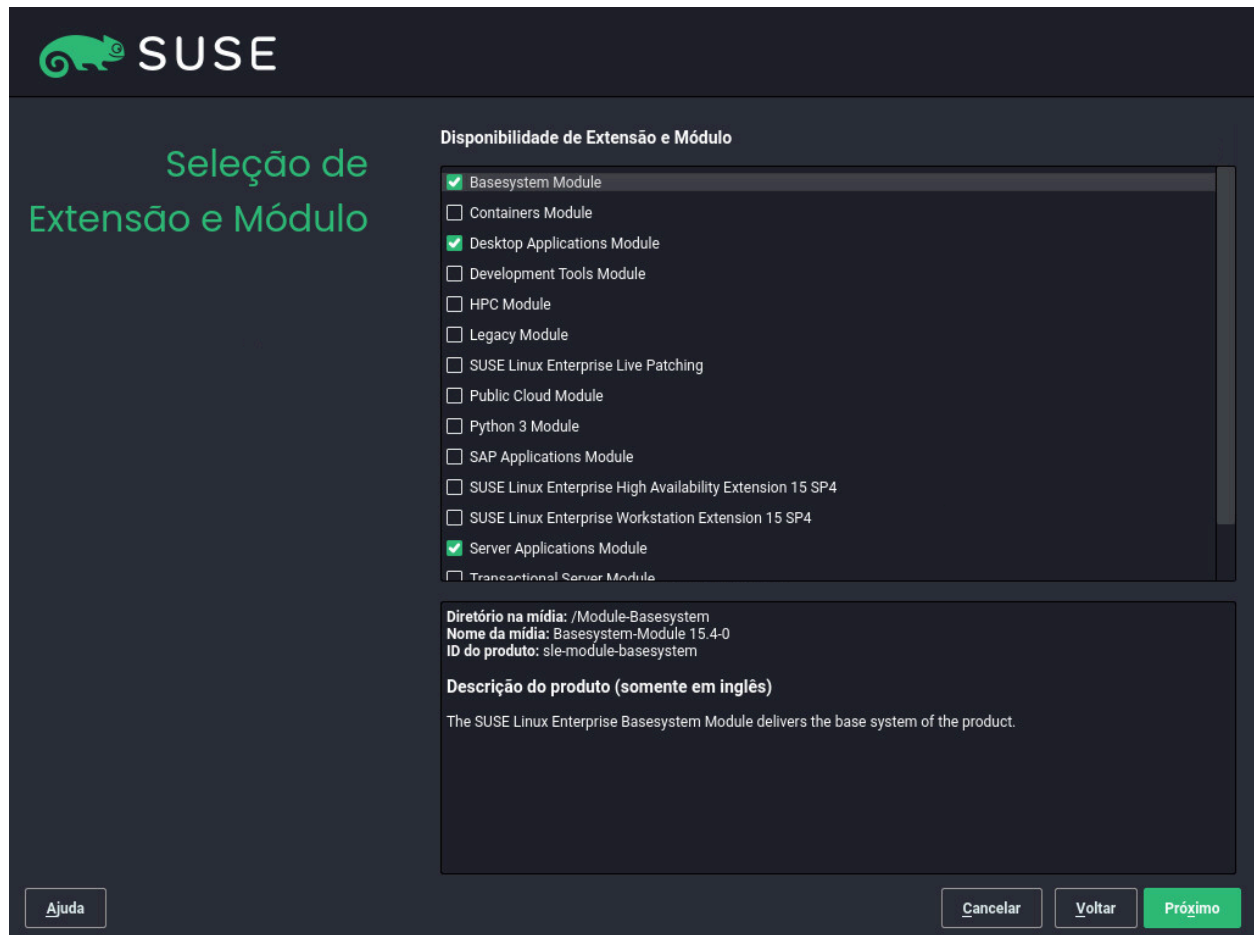 SUSE
Seleção de
Extensão e Módulo
Disponibilidade de Extensão e Módulo
Basesystem Module
Containers Module
Desktop Applications Module
Development Tools Module
HPC Module
Legacy Module
SUSE Linux Enterprise Live Patching
Public Cloud Module
Python 3 Module
SAP Applications Module
SUSE Linux Enterprise High Availability Extension 15 SP4
SUSE Linux Enterprise Workstation Extension 15 SP4
Server Applications Module
Transactional Server Module
Diretório na mídia: /Module-Basesystem
Nome da mídia: Basesystem-Module 15.4-0
ID do produto: sle-module-basesystem
Descrição do produto (somente em inglês)
The SUSE Linux Enterprise Basesystem Module delivers the base system of the product.
Ajuda
Cancelar
Voltar
Próximo